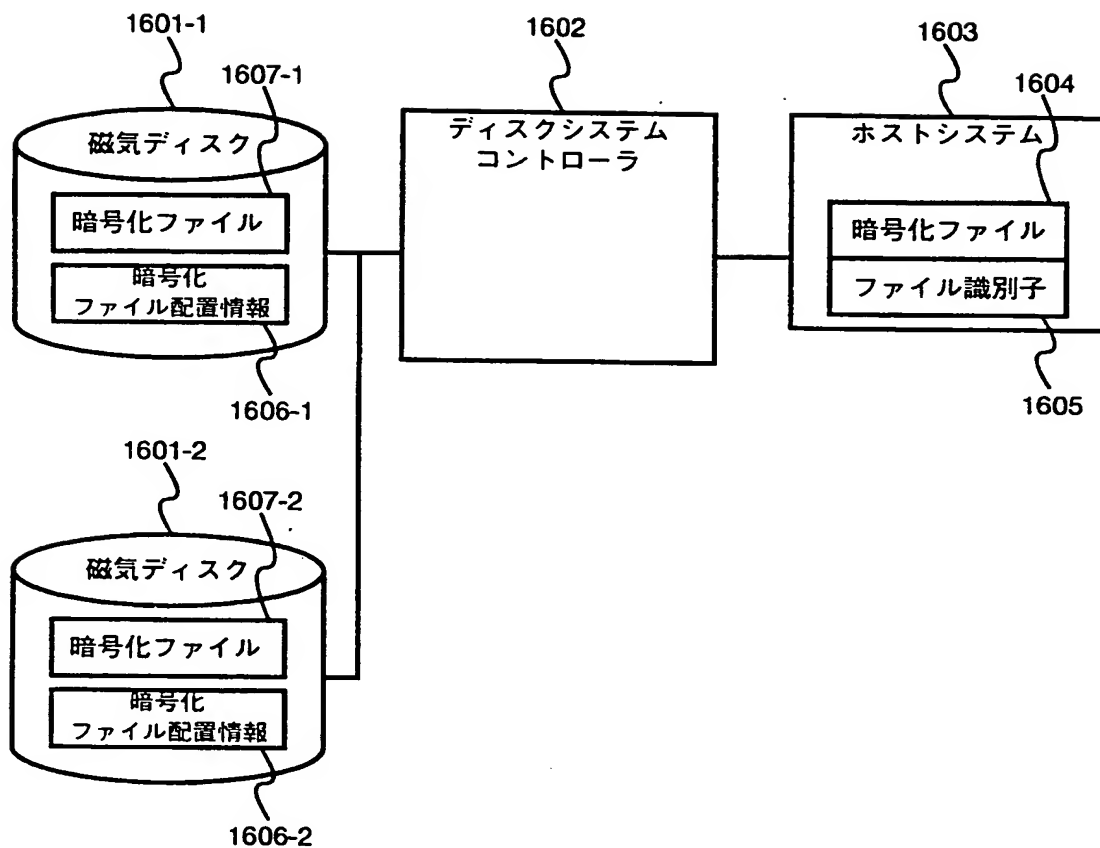 1601-1
1602
1603
1607-1
1604
磁気ディスク
ディスクシステム
コントローラ
ホストシステム
暗号化ファイル
暗号化ファイル
暗号化
ファイル配置情報
ファイル識別子
1606-1
1605
1601-2
1607-2
磁気ディスク
暗号化ファイル
暗号化
ファイル配置情報
1606-2